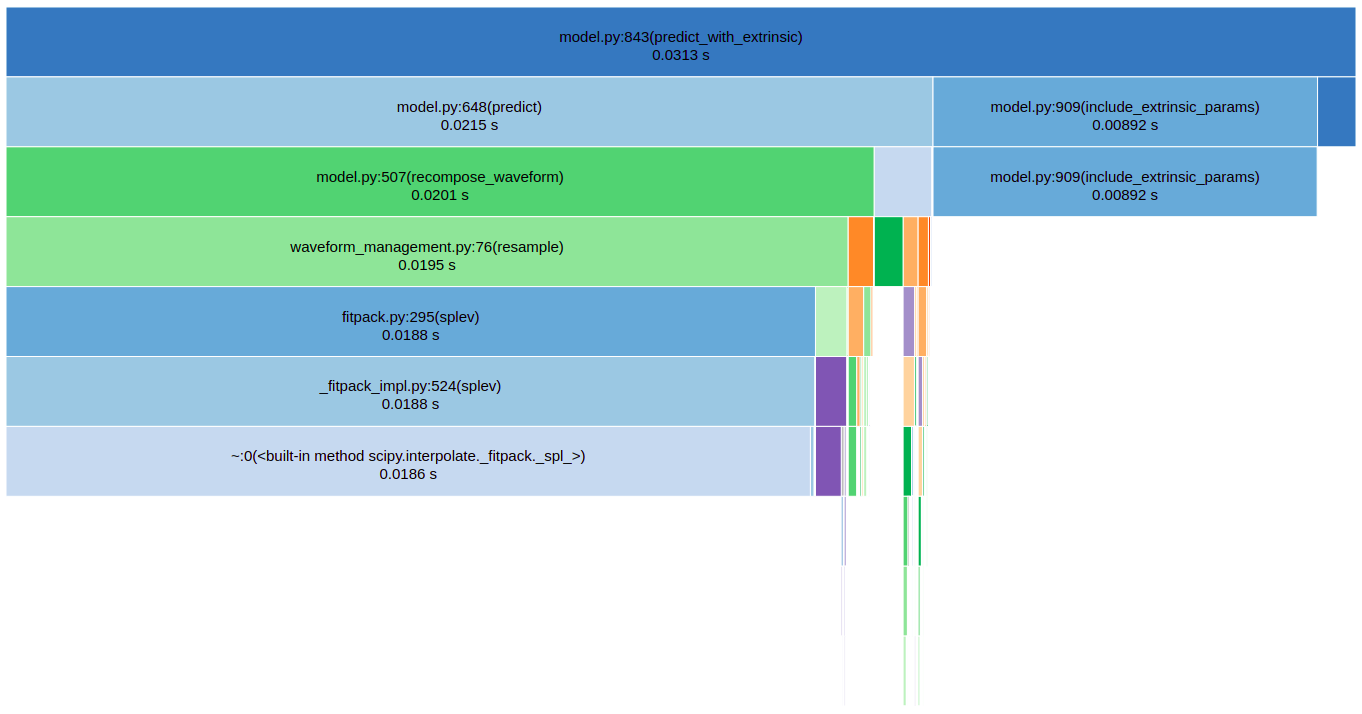 model.py:843(predict_with_extrinsic)
0.0313 s
model.py:648(predict)
0.0215 s
model.py:909(include_extrinsic_params)
0.00892 s
model.py:507(recompose_waveform)
0.0201 s
model.py:909(include_extrinsic_params)
0.00892 s
waveform_management.py:76(resample)
0.0195 s
fitpack.py:295(splev)
0.0188 s
_fitpack_impl.py:524(splev)
0.0188 s
~:0(<built-in method scipy.interpolate._fitpack._spl_>)
0.0186 s